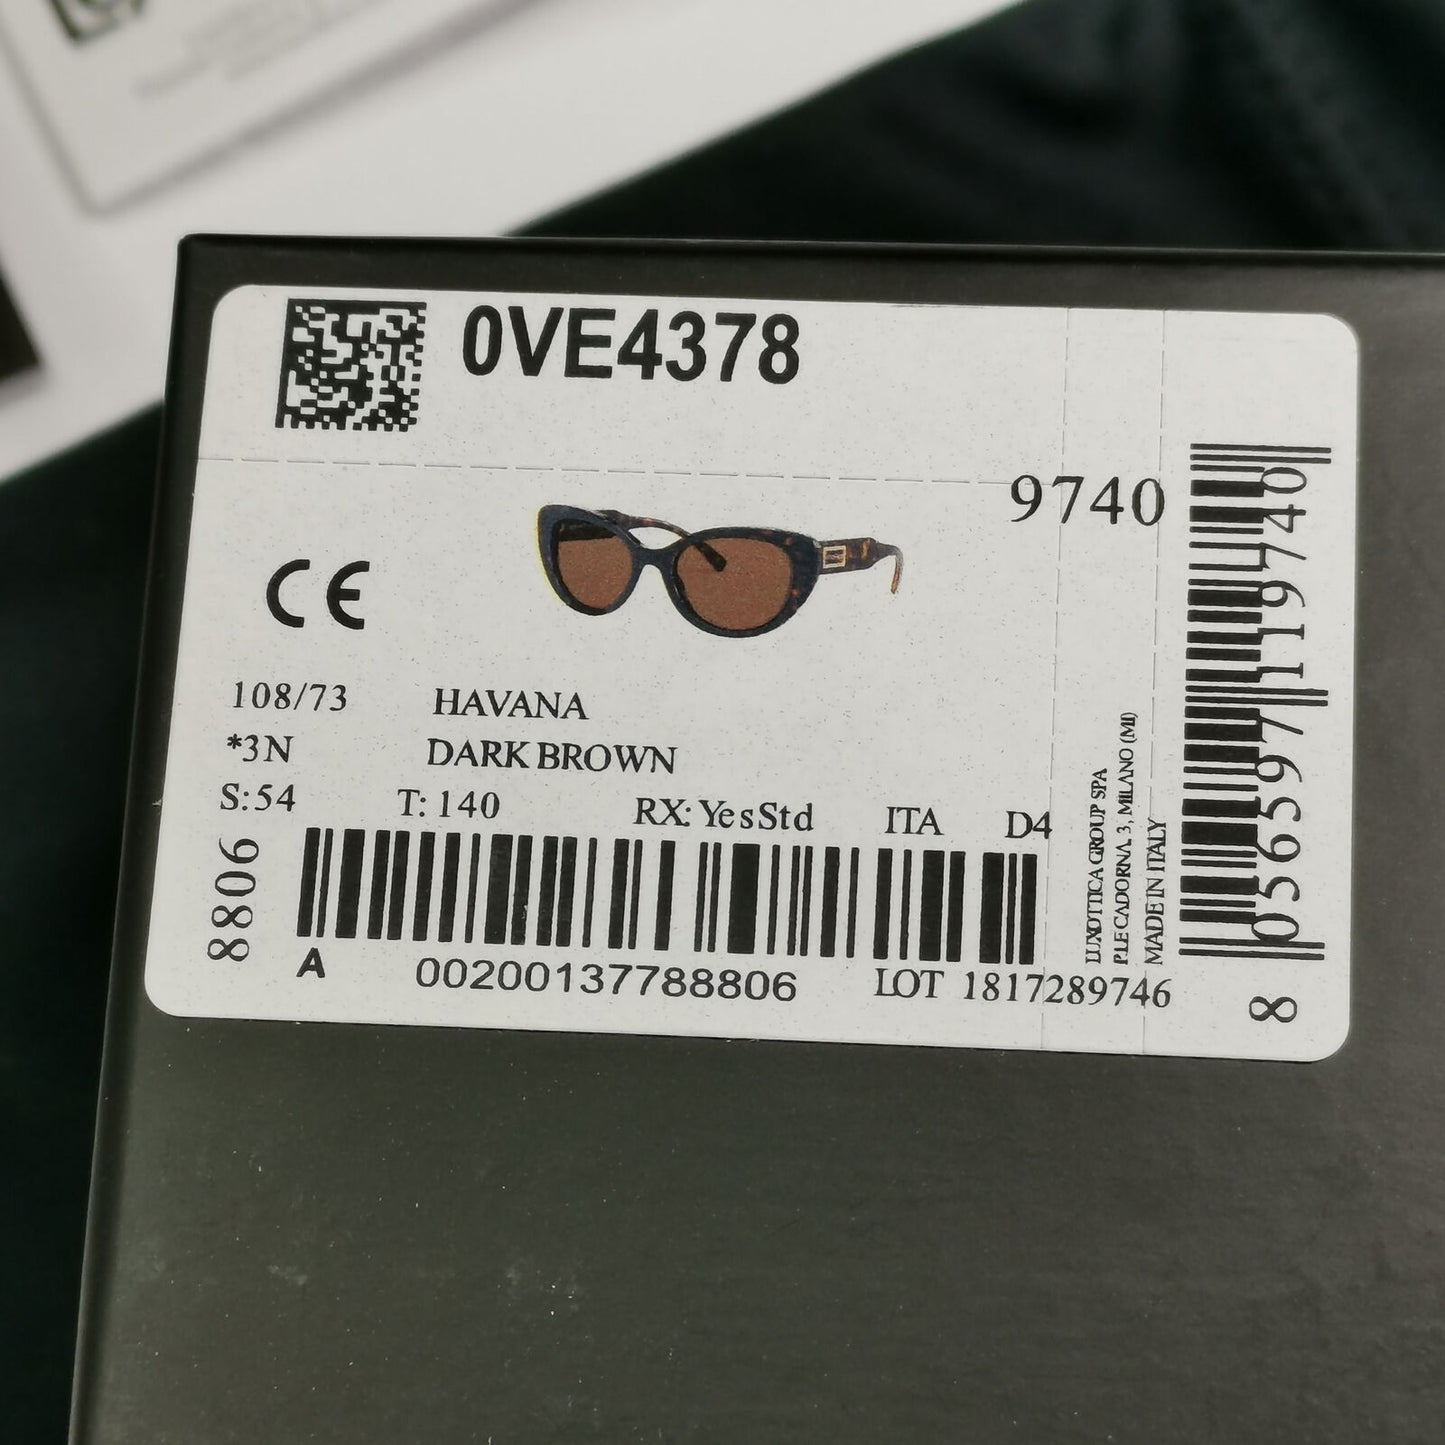 0VE4378
9740
CE
108/73 HAVANA
*3N DARK BROWN
S:54 T: 140 RX: YesStd ITA D4
8806
A 00200137788806 LOT 1817289746
LUXOTTICA GROUP SPA
P.LE CADORNA, 3, MILANO (MI)
MADE IN ITALY
8 056597 119740